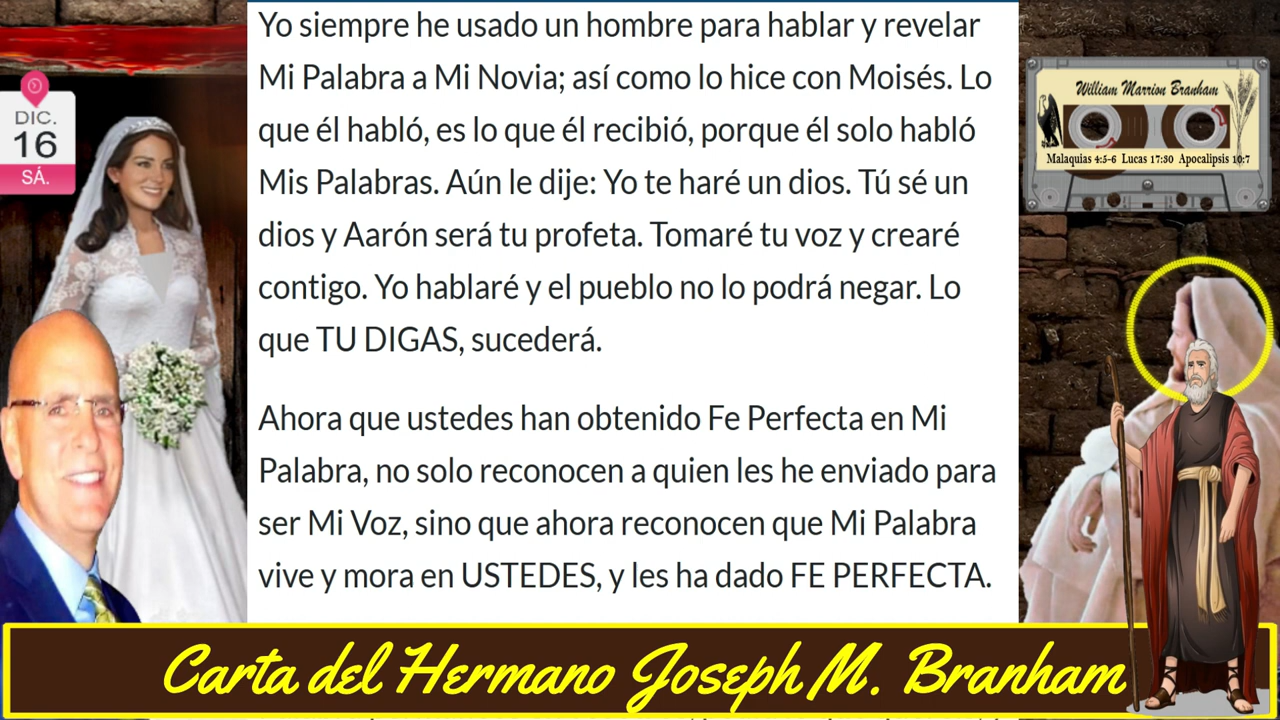 Yo siempre he usado un hombre para hablar y revelar
Mi Palabra a Mi Novia; así como lo hice con Moisés. Lo
que él habló, es lo que él recibió, porque él solo habló
Mis Palabras. Aún le dije: Yo te haré un dios. Tú sé un
dios y Aarón será tu profeta. Tomaré tu voz y crearé
contigo. Yo hablaré y el pueblo no lo podrá negar. Lo
que TU DIGAS, sucederá.
Ahora que ustedes han obtenido Fe Perfecta en Mi
Palabra, no solo reconocen a quien les he enviado para
ser Mi Voz, sino que ahora reconocen que Mi Palabra
vive y mora en USTEDES, y les ha dado FE PERFECTA.
DIC.
16
SÁ.
William Marrion Branham
Malaquias 4:5-6 Lucas 17:30 Apocalipsis 10:7
Carta del Hermano Joseph M. Branham